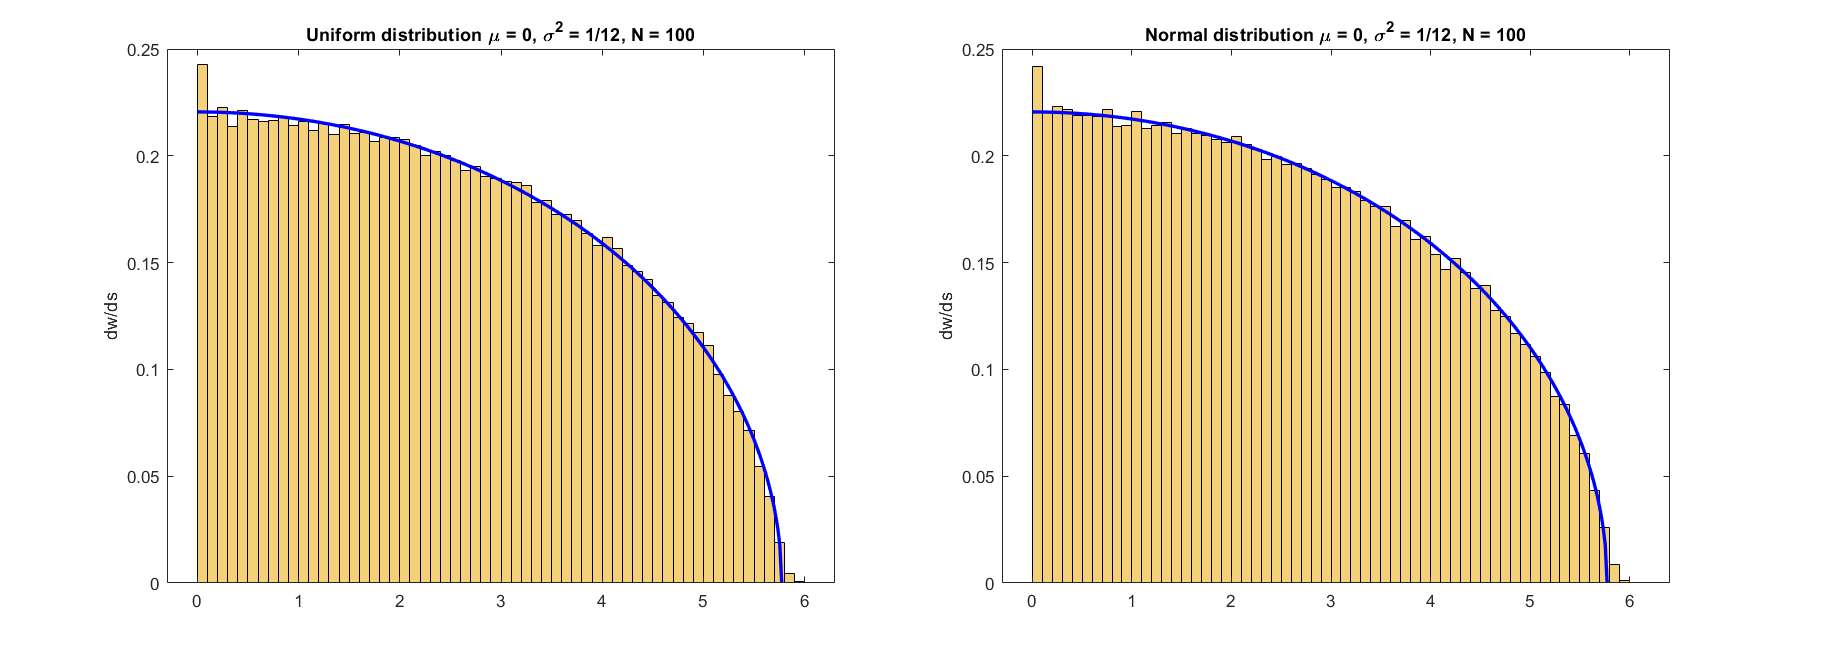 Uniform distribution μ = 0, σ² = 1/12, N = 100
0.25
0.2
0.15
0.1
0.05
0
dw/ds
0 1 2 3 4 5 6
Normal distribution μ = 0, σ² = 1/12, N = 100
0.25
0.2
0.15
0.1
0.05
0
dw/ds
0 1 2 3 4 5 6